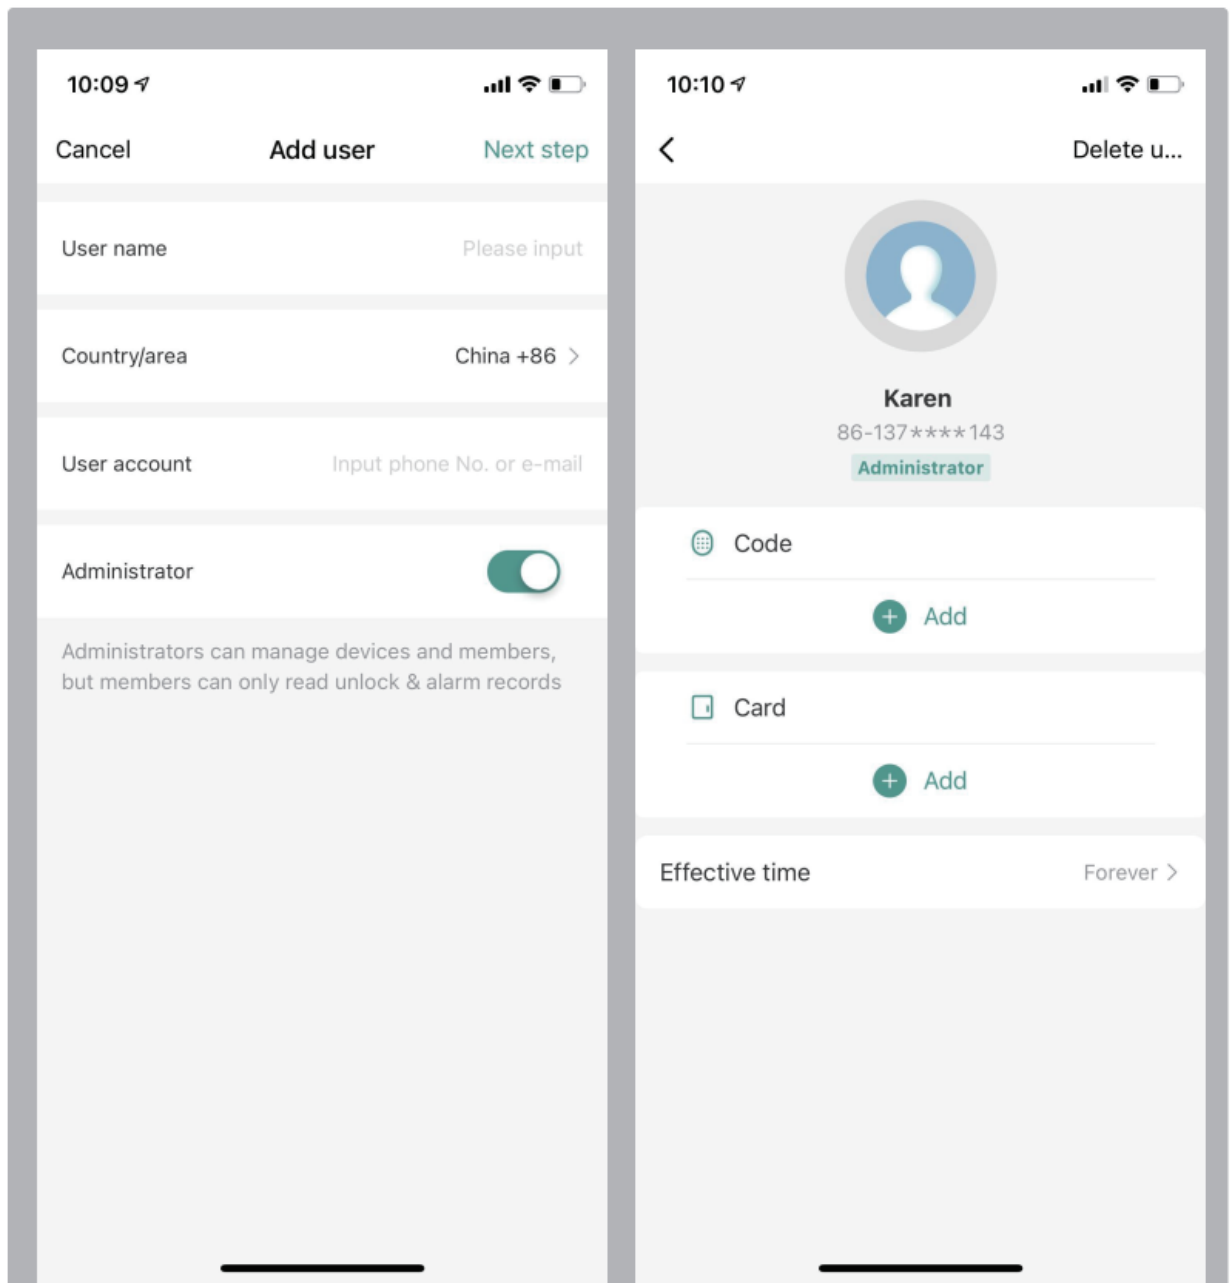 10:09
Cancel
Add user
Next step
User name
Please input
Country/area
China +86
User account
Input phone No. or e-mail
Administrator
Administrators can manage devices and members,
but members can only read unlock & alarm records
10:10
Delete u...
Karen
86-137****143
Administrator
Code
Add
Card
Add
Effective time
Forever